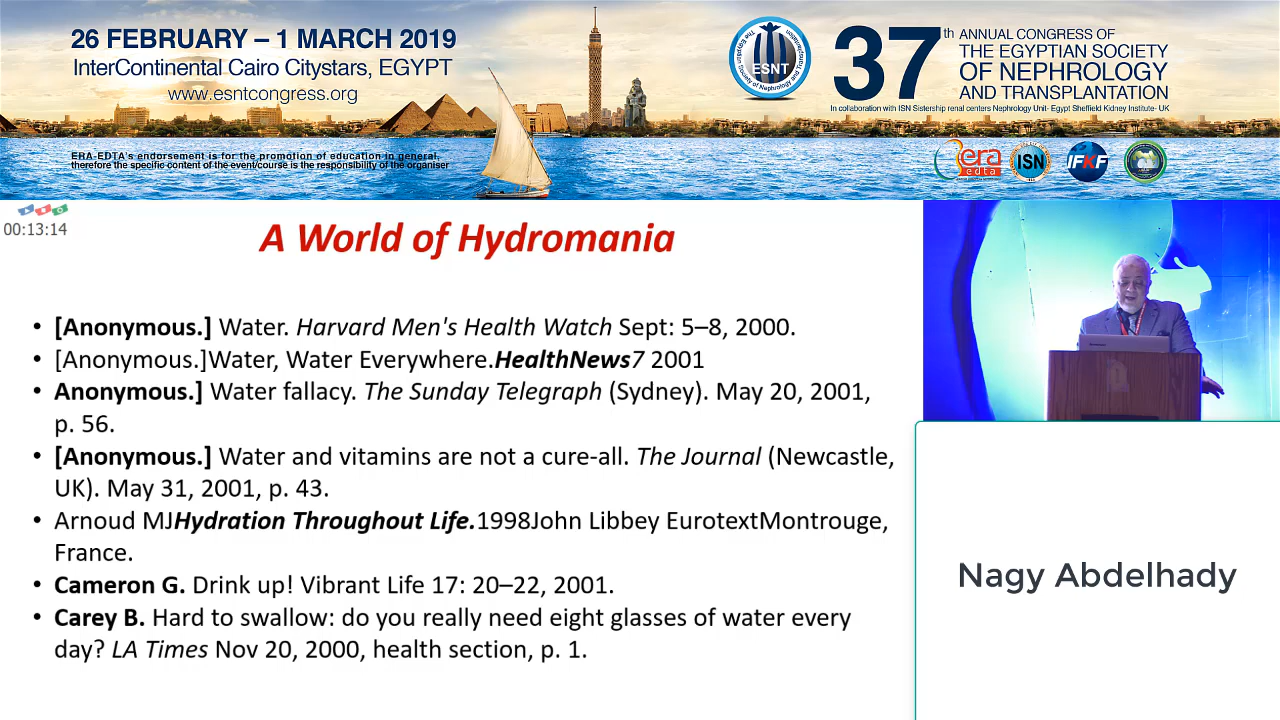 26 FEBRUARY – 1 MARCH 2019
InterContinental Cairo Citystars, EGYPT
www.esntcongress.org
ERA-EDTA's endorsement is for the promotion of education in general,
therefore the specific content of the event/course is the responsibility of the organiser
The Egyptian Society of Nephrology and Transplantation
ESNT
37th
ANNUAL CONGRESS OF
THE EGYPTIAN SOCIETY
OF NEPHROLOGY
AND TRANSPLANTATION
In collaboration with ISN Sistership renal centers Nephrology Unit- Egypt Sheffield Kidney Institute- UK
era
edta
ISN
IFKF
00:13:14
A World of Hydromania
• [Anonymous.] Water. Harvard Men's Health Watch Sept: 5–8, 2000.
• [Anonymous.]Water, Water Everywhere.HealthNews7 2001
• Anonymous.] Water fallacy. The Sunday Telegraph (Sydney). May 20, 2001,
p. 56.
• [Anonymous.] Water and vitamins are not a cure-all. The Journal (Newcastle,
UK). May 31, 2001, p. 43.
• Arnoud MJHydration Throughout Life.1998John Libbey EurotextMontrouge,
France.
• Cameron G. Drink up! Vibrant Life 17: 20–22, 2001.
• Carey B. Hard to swallow: do you really need eight glasses of water every
day? LA Times Nov 20, 2000, health section, p. 1.
Nagy Abdelhady